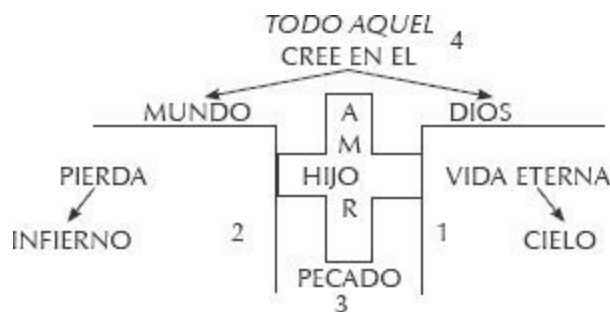 TODO AQUEL
CREE EN EL 4
MUNDO DIOS
A
M
PIERDA HIJO VIDA ETERNA
R
INFIERNO 2 1 CIELO
PECADO
3